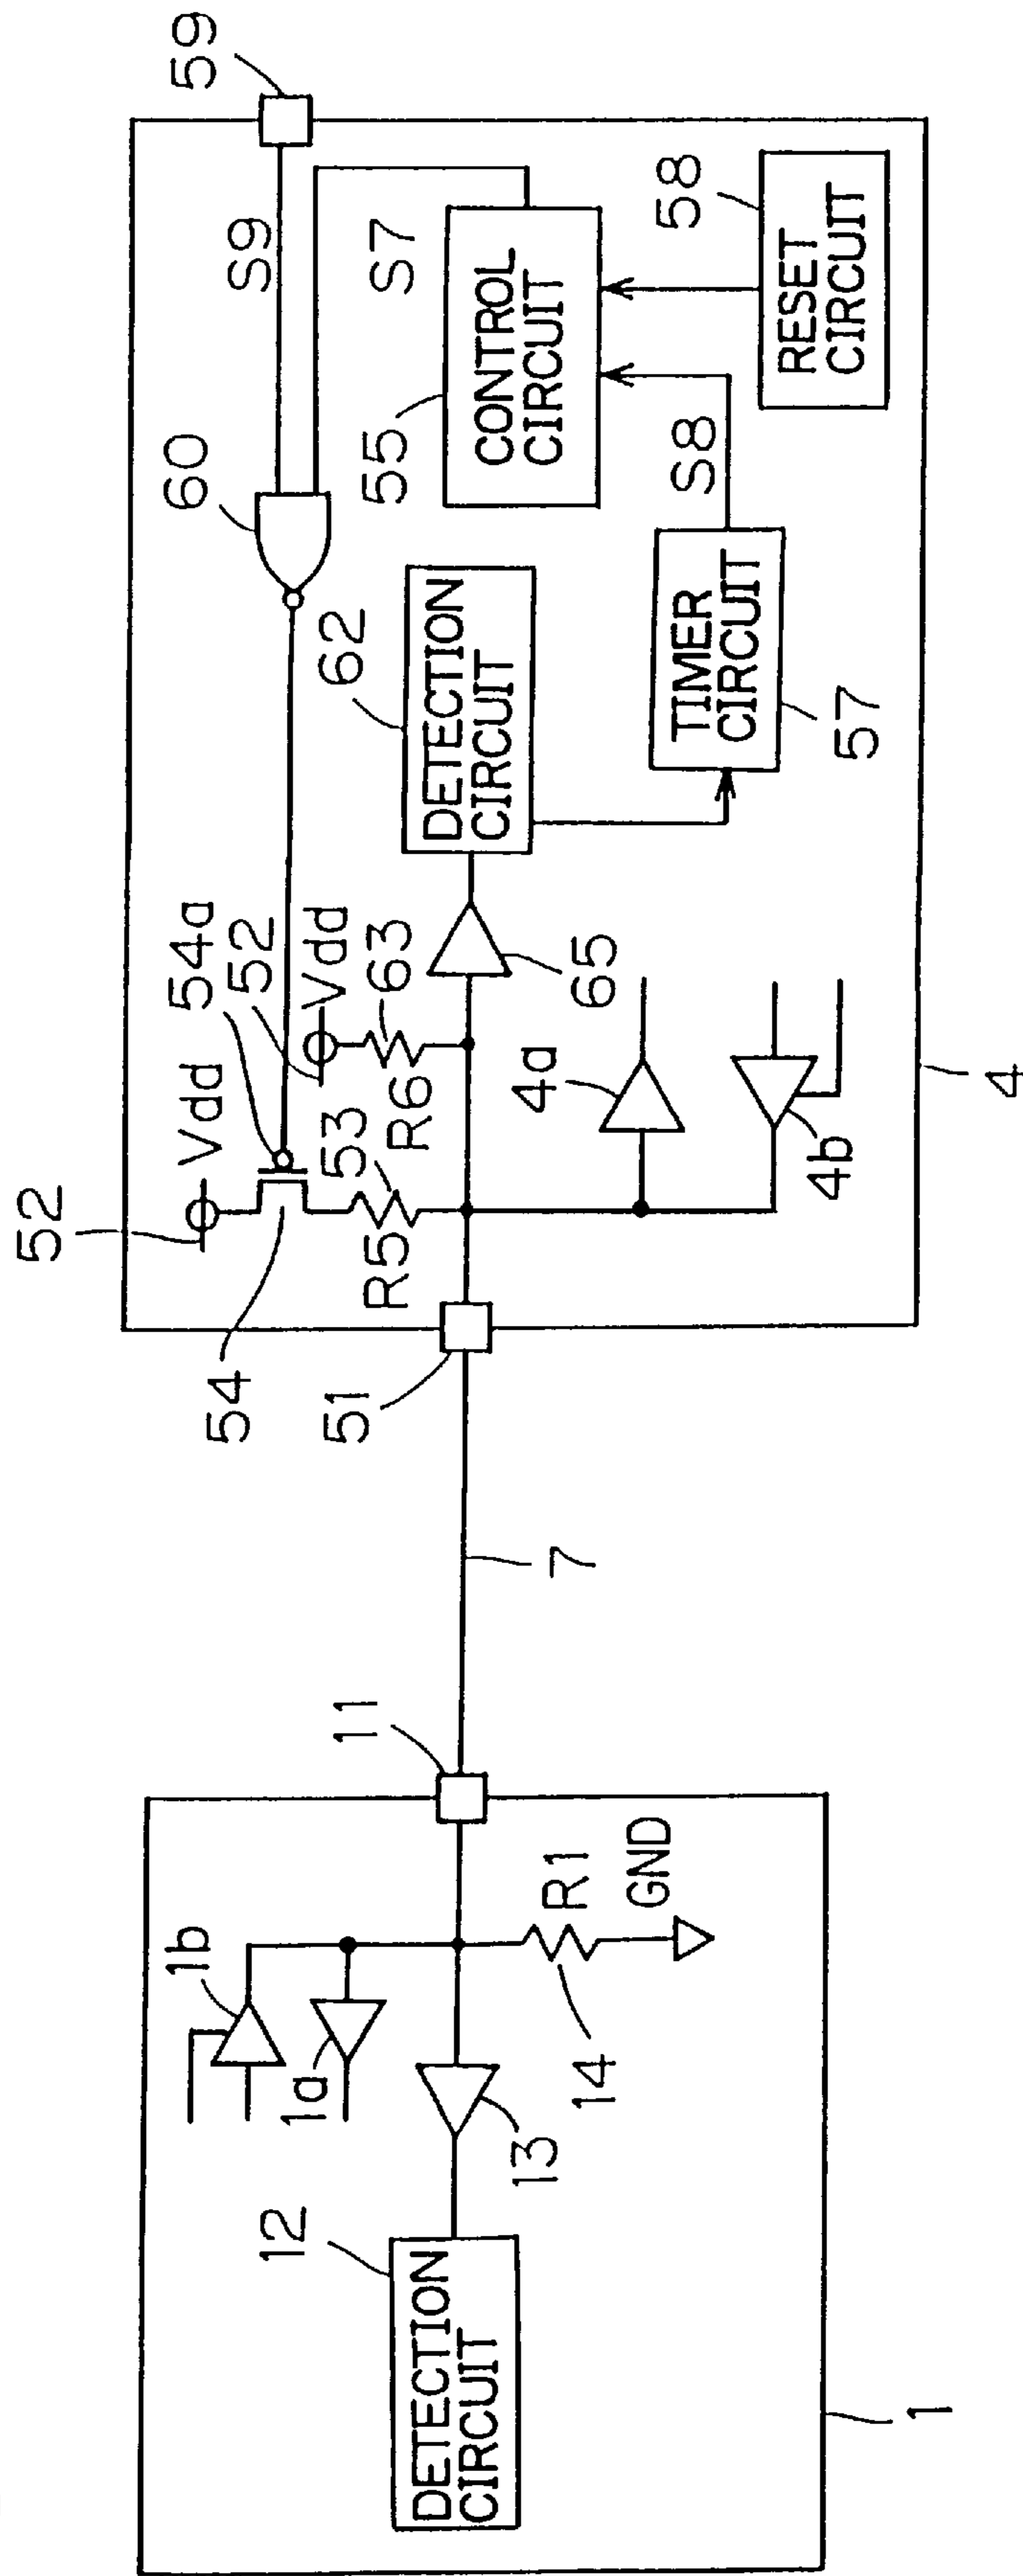 1
DETECTION
CIRCUIT
12
13
1a
1b
14
R1
GND
11
7
51
54
52
Vdd
R5
53
54a
52
Vdd
R6
63
4a
4b
65
DETECTION
CIRCUIT
62
60
TIMER
CIRCUIT
57
S8
CONTROL
CIRCUIT
55
S7
S9
RESET
CIRCUIT
58
59
4